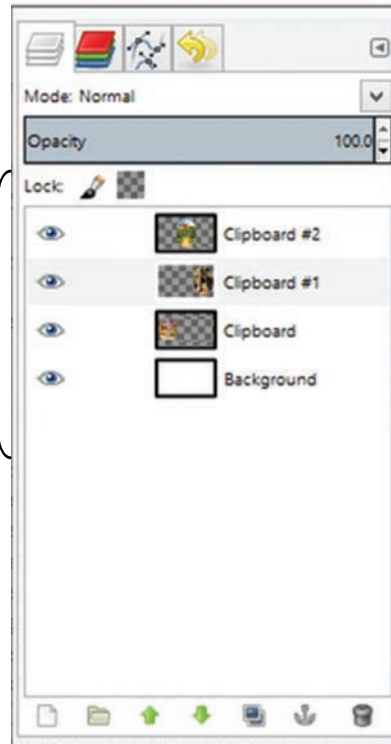 Mode: Normal
Opacity 100.0
Lock:
Clipboard #2
Clipboard #1
Clipboard
Background